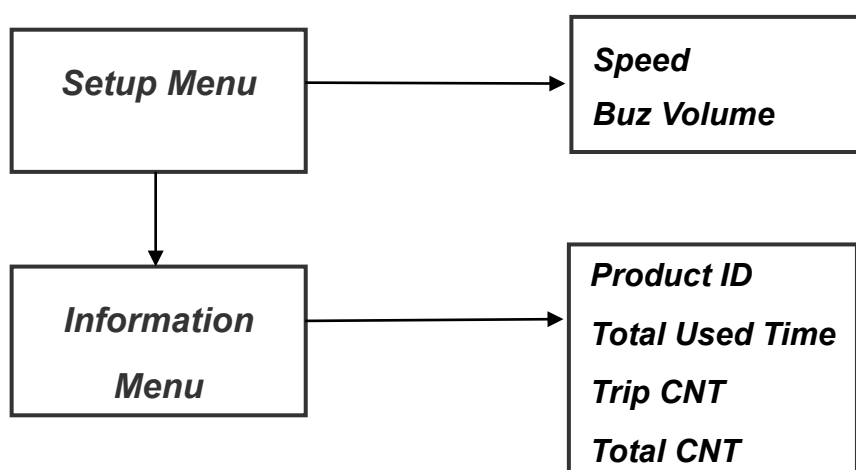 Setup Menu
Speed
Buz Volume
Information
Menu
Product ID
Total Used Time
Trip CNT
Total CNT